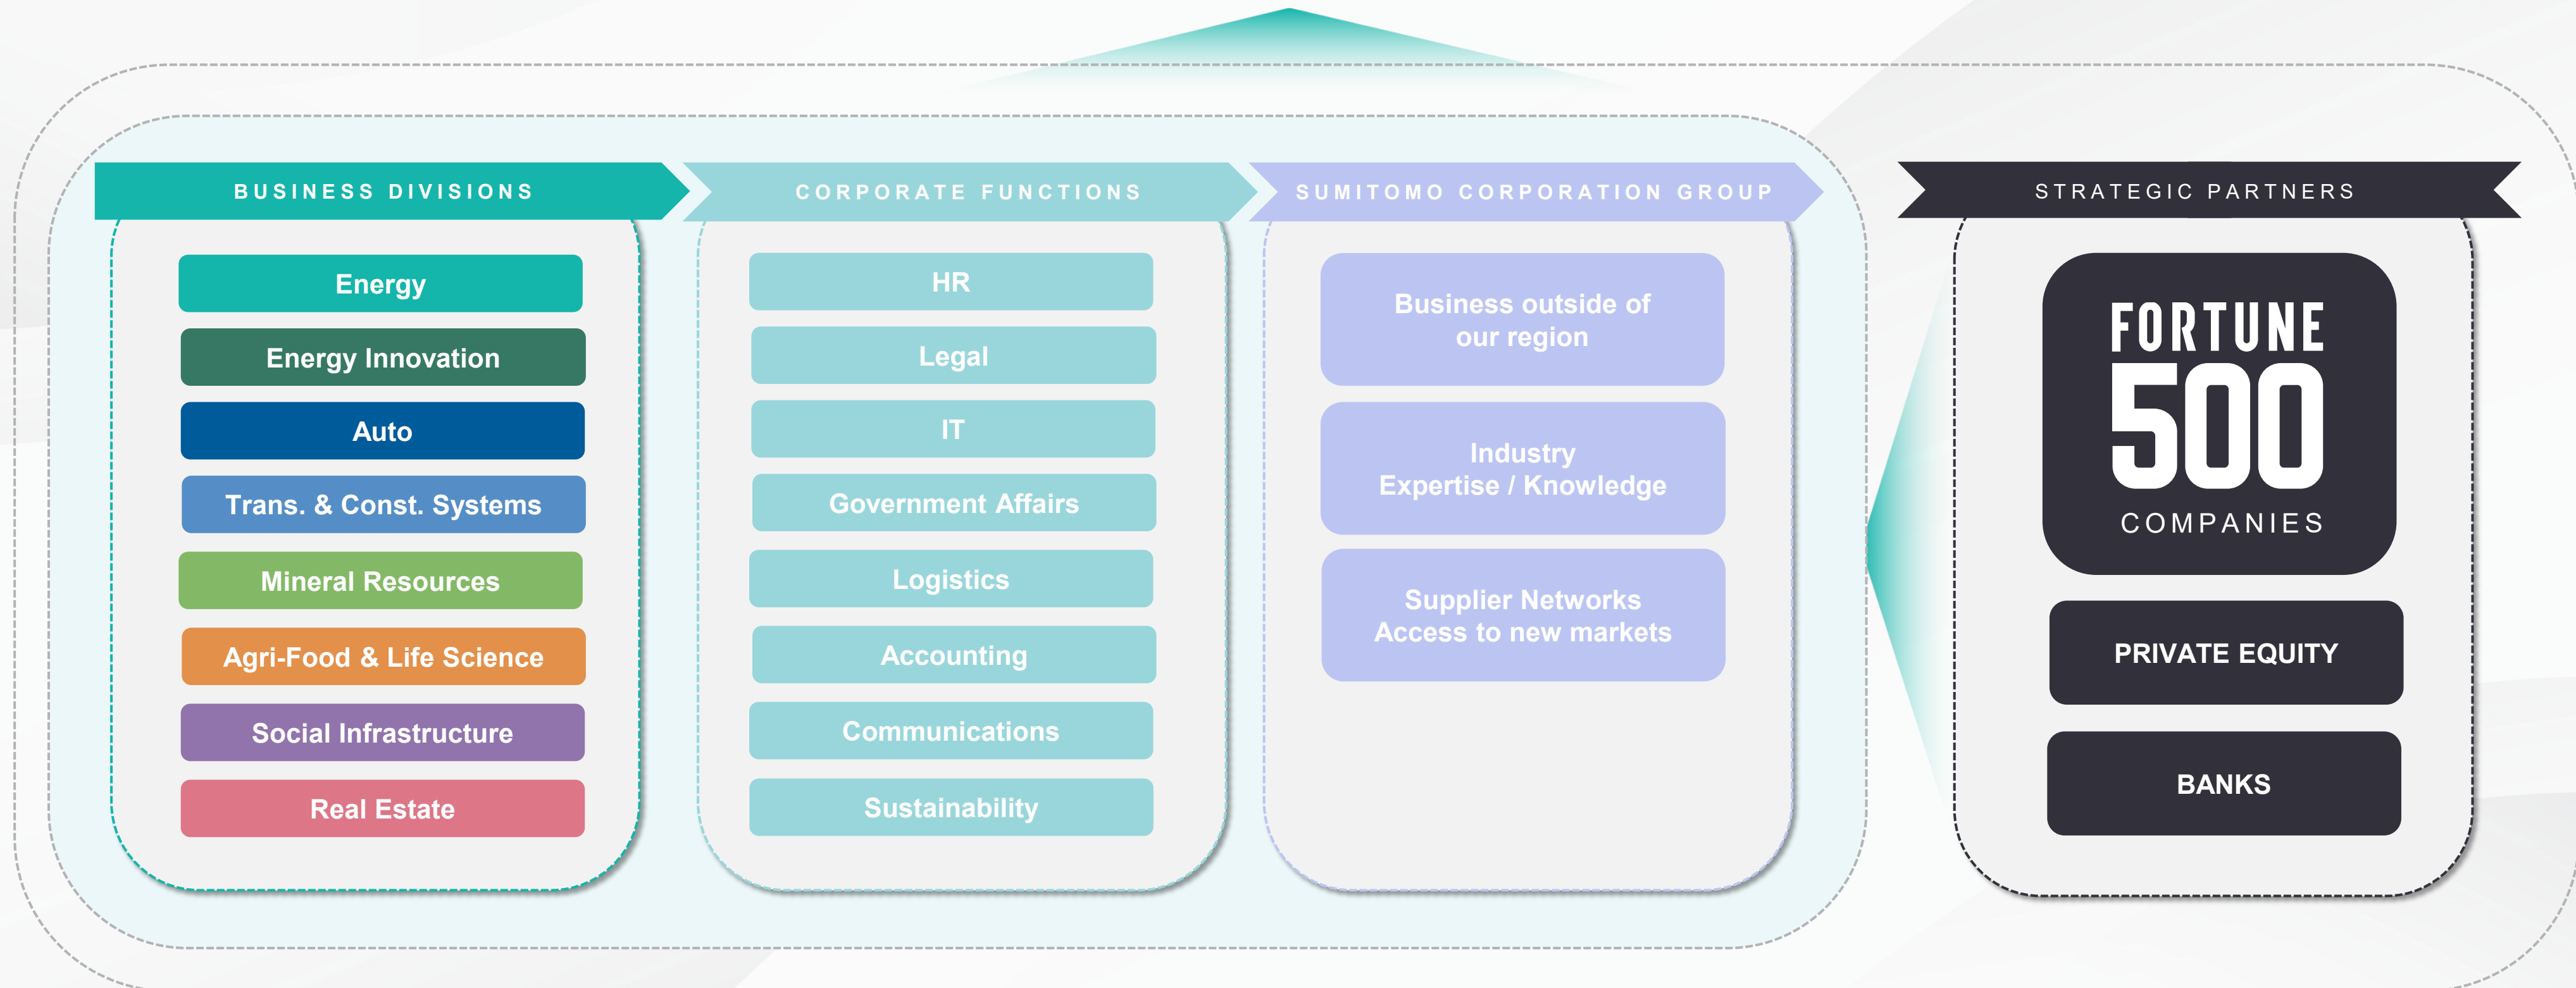 BUSINESS DIVISIONS
Energy
Energy Innovation
Auto
Trans. & Const. Systems
Mineral Resources
Agri-Food & Life Science
Social Infrastructure
Real Estate
CORPORATE FUNCTIONS
HR
Legal
IT
Government Affairs
Logistics
Accounting
Communications
Sustainability
SUMITOMO CORPORATION GROUP
Business outside of
our region
Industry
Expertise / Knowledge
Supplier Networks
Access to new markets
STRATEGIC PARTNERS
FORTUNE
500
COMPANIES
PRIVATE EQUITY
BANKS